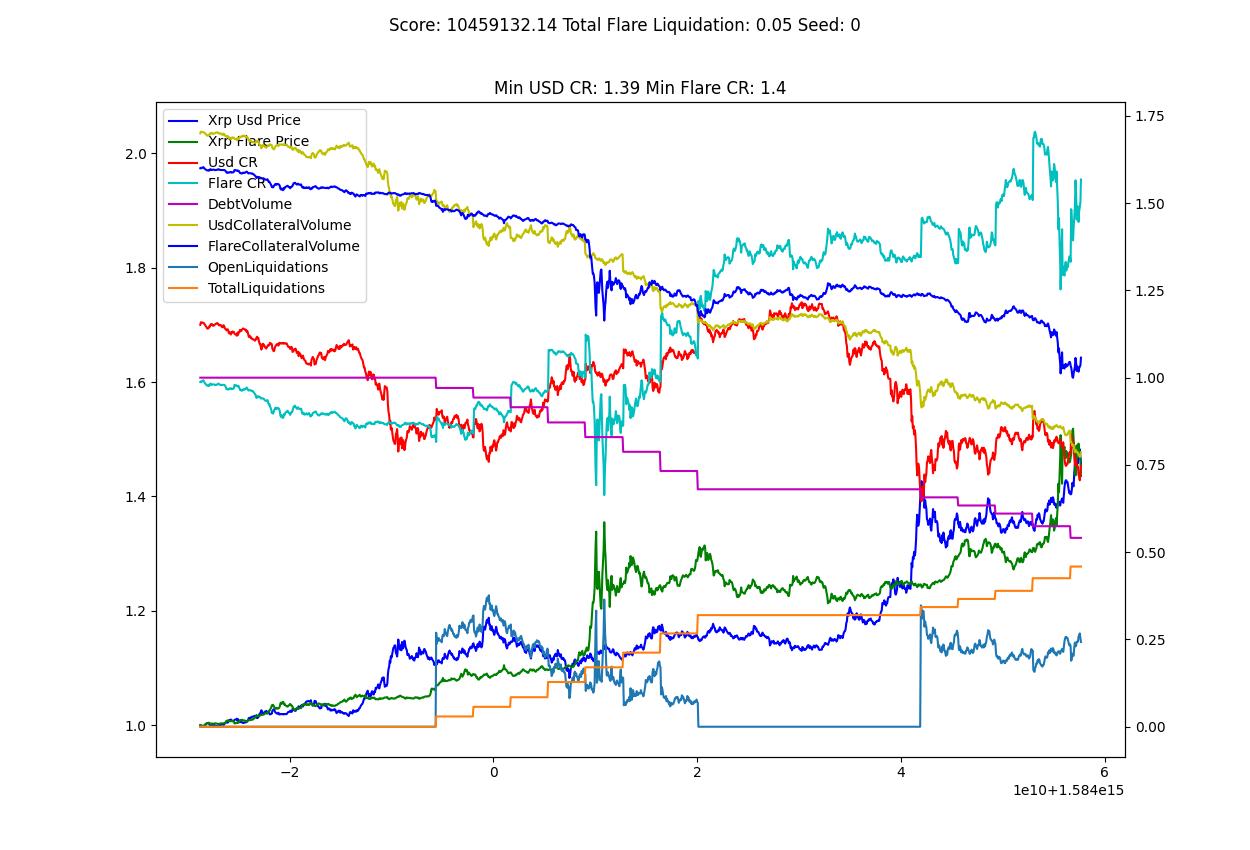 Score: 10459132.14 Total Flare Liquidation: 0.05 Seed: 0
Min USD CR: 1.39 Min Flare CR: 1.4
Xrp Usd Price
Xrp Flare Price
Usd CR
Flare CR
DebtVolume
UsdCollateralVolume
FlareCollateralVolume
OpenLiquidations
TotalLiquidations
2.0
1.8
1.6
1.4
1.2
1.0
1.75
1.50
1.25
1.00
0.75
0.50
0.25
0.00
−2
0
2
4
6
1e10+1.584e15